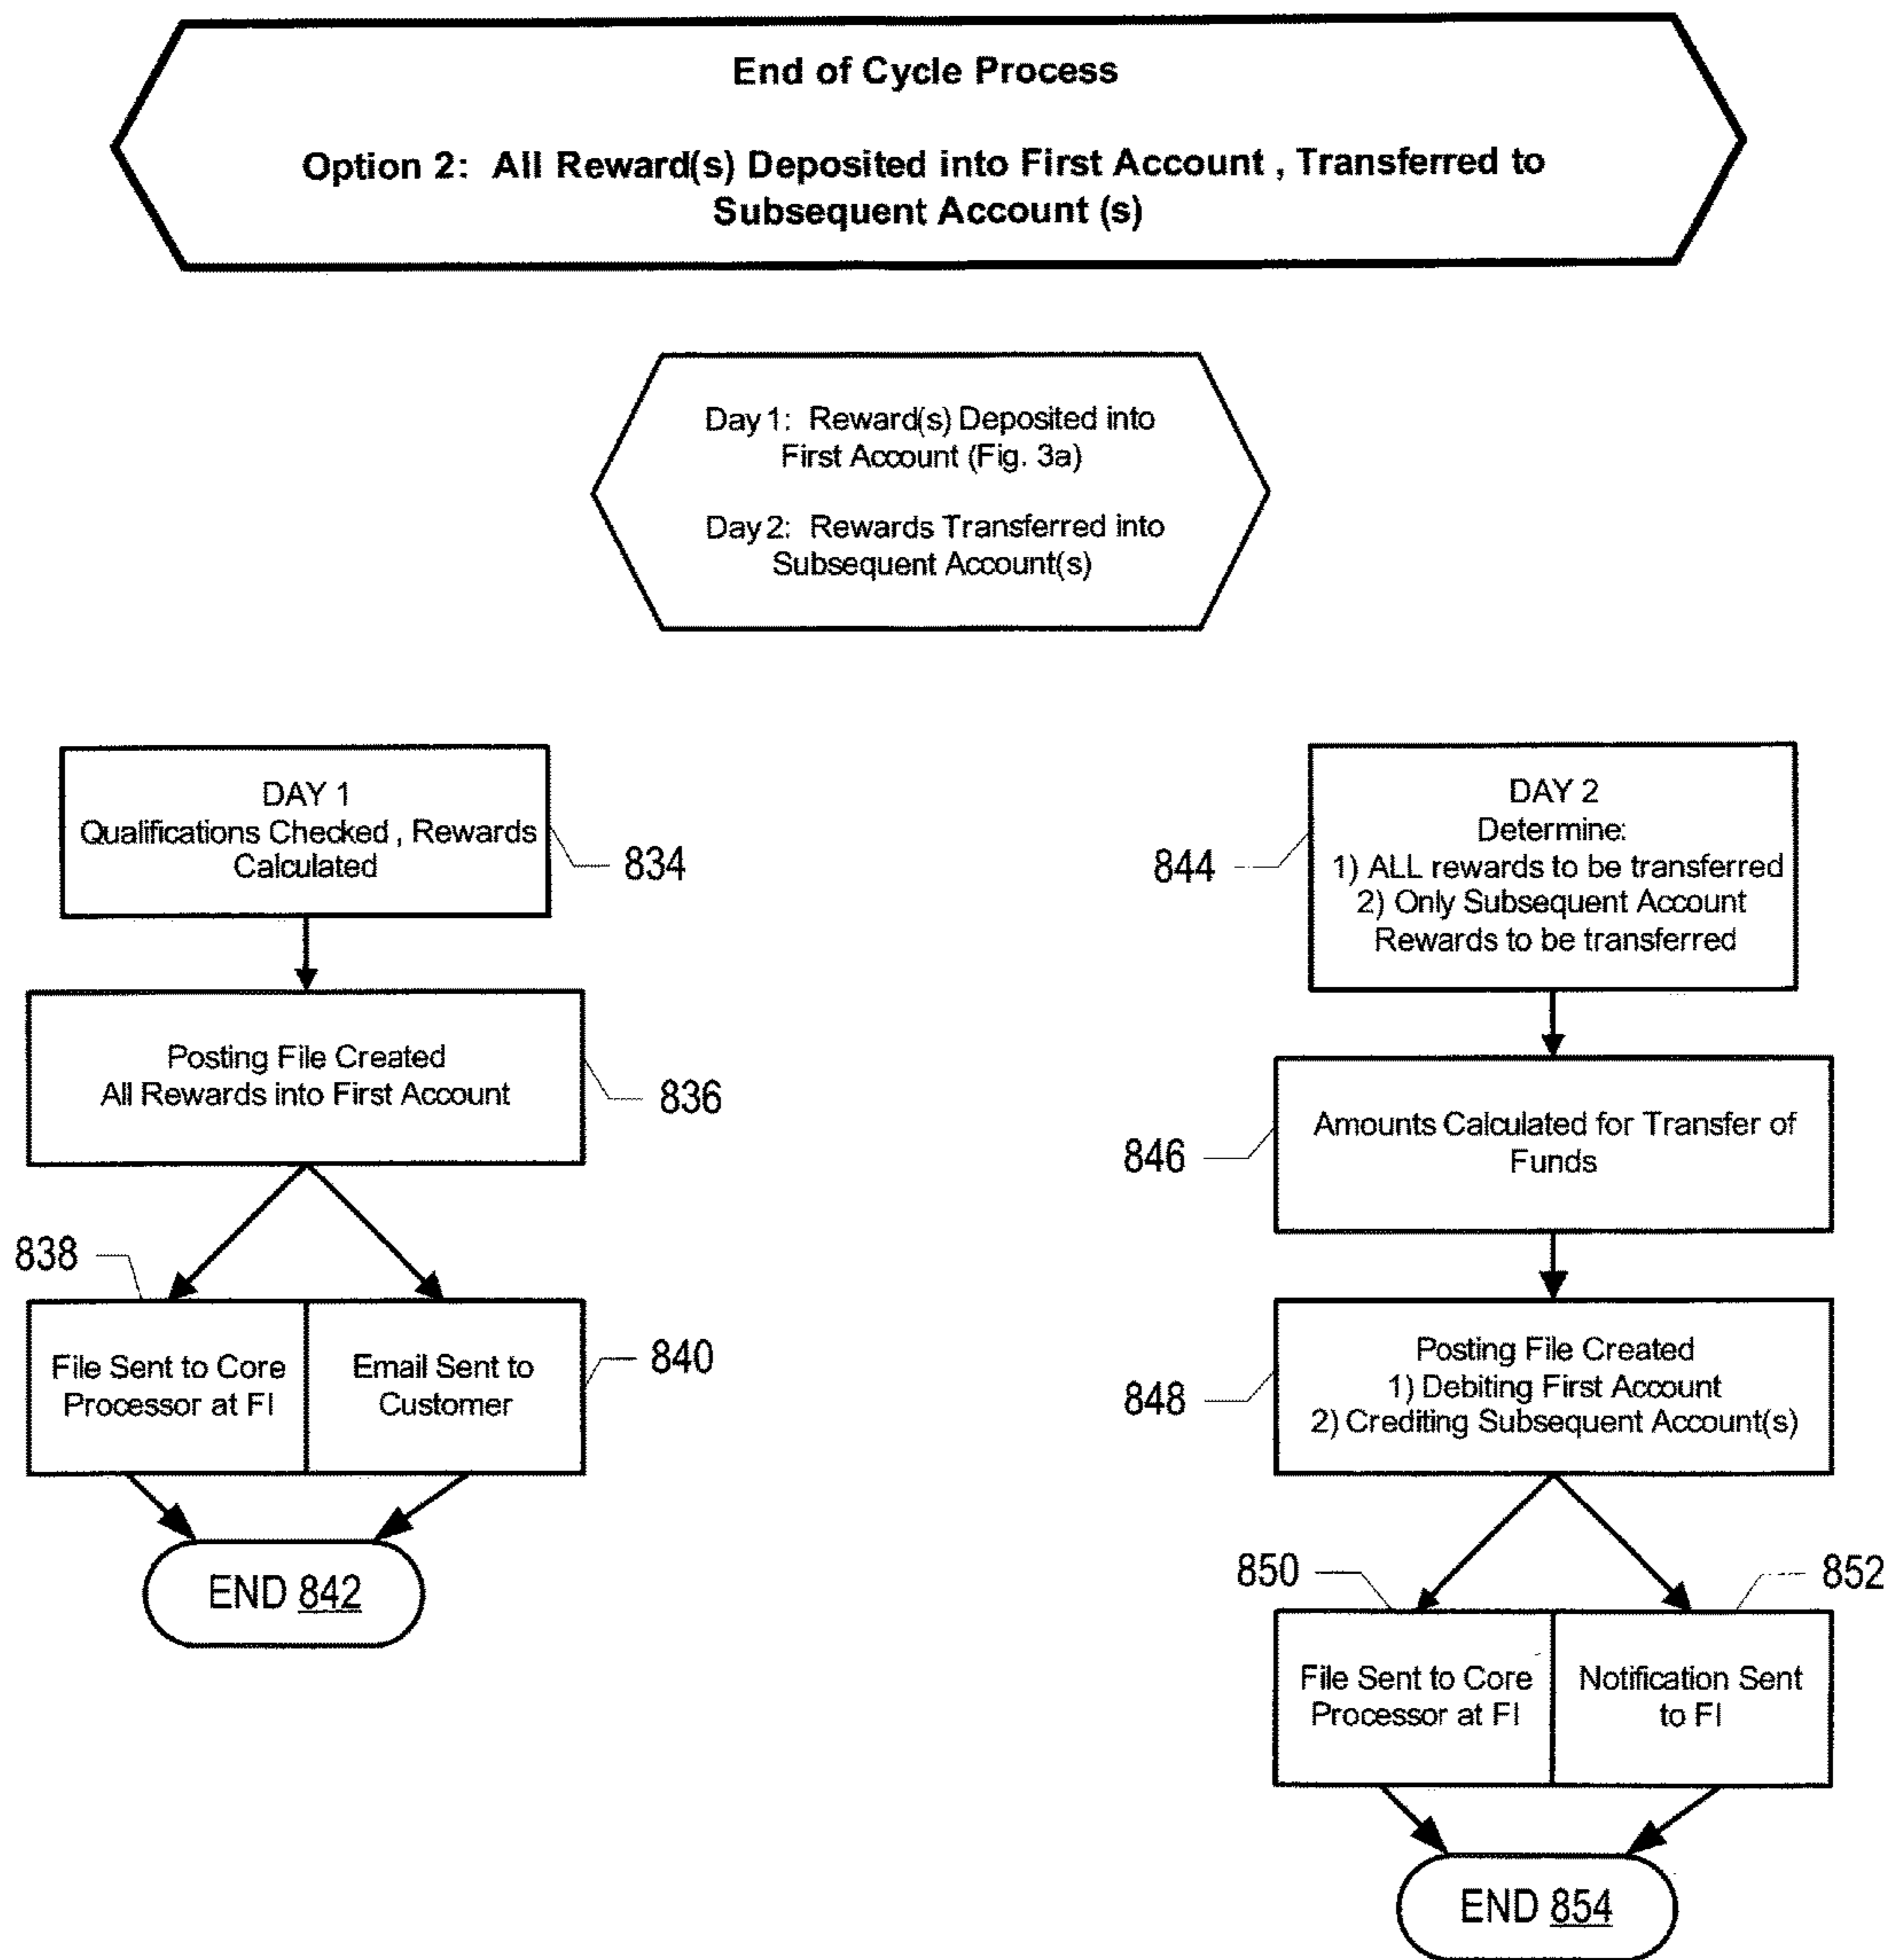 End of Cycle Process
Option 2: All Reward(s) Deposited into First Account , Transferred to
Subsequent Account (s)
Day 1: Reward(s) Deposited into
First Account (Fig. 3a)
Day 2: Rewards Transferred into
Subsequent Account(s)
DAY 1
Qualifications Checked , Rewards
Calculated
834
Posting File Created
All Rewards into First Account
836
838
File Sent to Core
Processor at FI
Email Sent to
Customer
840
END 842
DAY 2
Determine:
1) ALL rewards to be transferred
2) Only Subsequent Account
Rewards to be transferred
844
Amounts Calculated for Transfer of
Funds
846
Posting File Created
1) Debiting First Account
2) Crediting Subsequent Account(s)
848
850
852
File Sent to Core
Processor at FI
Notification Sent
to FI
END 854